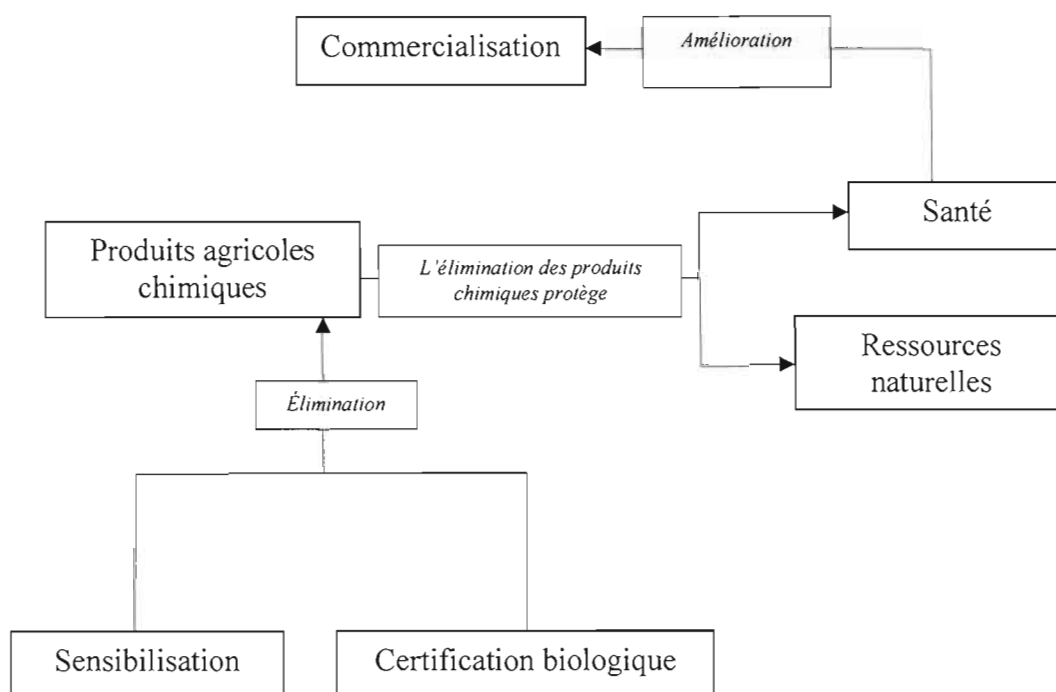 Commercialisation
Amélioration
Santé
Produits agricoles
chimiques
L'élimination des produits
chimiques protège
Ressources
naturelles
Élimination
Sensibilisation
Certification biologique